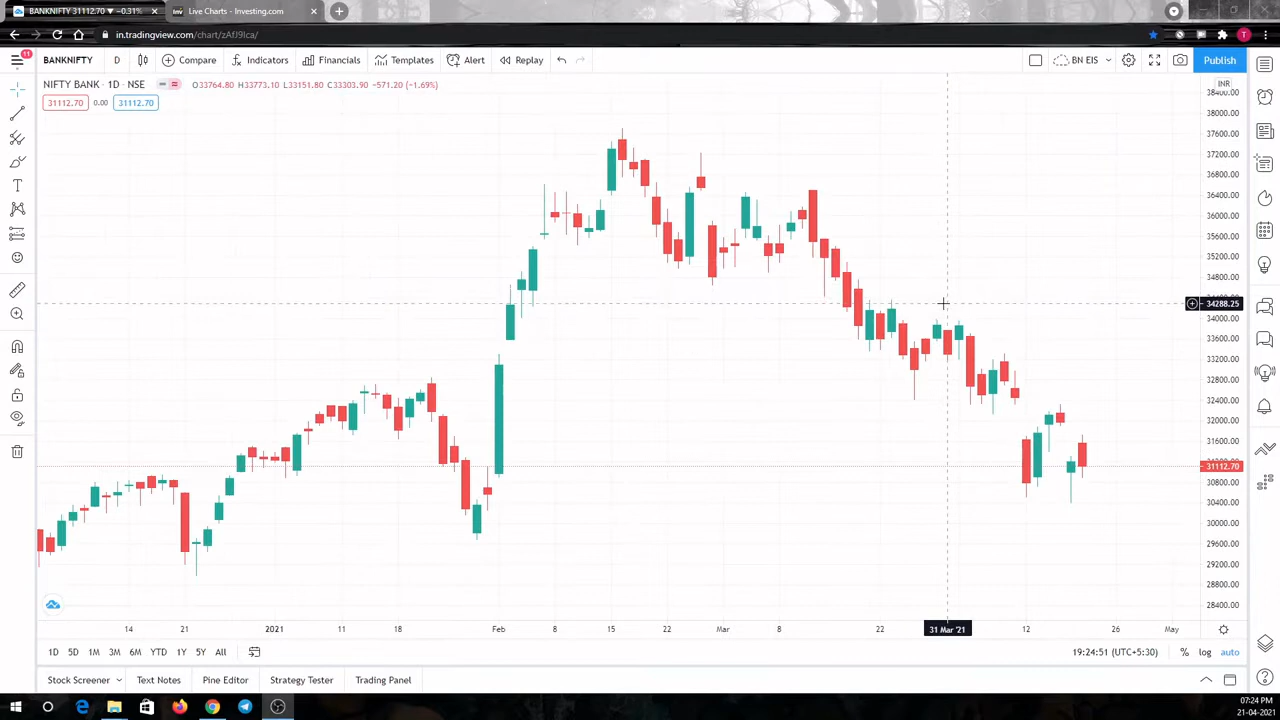 BANKNIFTY 31112.70 ▼ −0.31%
Live Charts - Investing.com
in.tradingview.com/chart/zAfJ9lca/
T
11
BANKNIFTY D Compare Indicators Financials Templates Alert Replay BN EIS Publish
NIFTY BANK · 1D · NSE O33764.80 H33773.10 L33151.80 C33303.90 −571.20 (−1.69%)
31112.70 0.00 31112.70
INR
38400.00
38000.00
37600.00
37200.00
36800.00
36400.00
36000.00
35600.00
35200.00
34800.00
34288.25
34000.00
33600.00
33200.00
32800.00
32400.00
32000.00
31600.00
31112.70
30800.00
30400.00
30000.00
29600.00
29200.00
28800.00
28400.00
14 21 2021 11 18 Feb 8 15 22 Mar 8 22 31 Mar '21 12 26 May
1D 5D 1M 3M 6M YTD 1Y 5Y All 19:24:51 (UTC+5:30) % log auto
Stock Screener Text Notes Pine Editor Strategy Tester Trading Panel
07:24 PM
21-04-2021